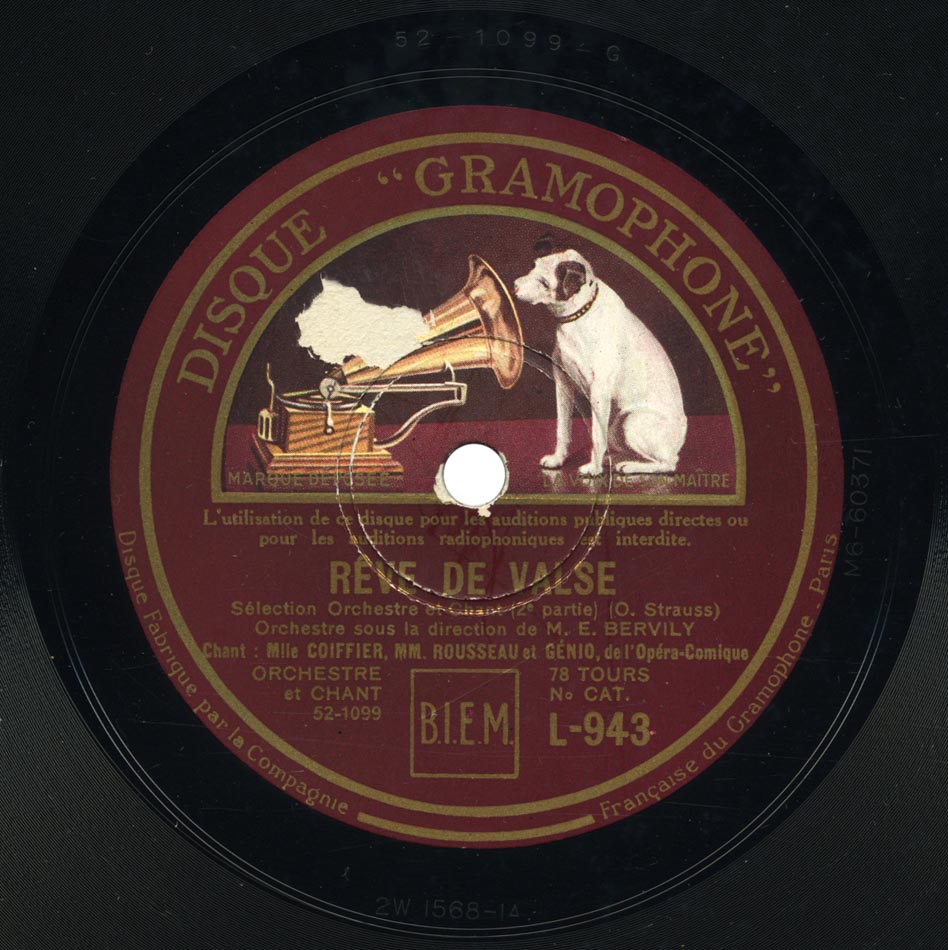 52-1099-G
DISQUE “GRAMOPHONE”
MARQUE DÉPOSÉE
LA VOIX DE SON MAÎTRE
L'utilisation de ce disque pour les auditions publiques directes ou
pour les auditions radiophoniques est interdite.
RÊVE DE VALSE
Sélection Orchestre et Chant (2e partie) (O. Strauss)
Orchestre sous la direction de M. E. BERVILY
Chant : Mlle COIFFIER, MM. ROUSSEAU et GÉNIO, de l'Opéra-Comique
ORCHESTRE
et CHANT
52-1099
B.I.E.M.
78 TOURS
No CAT.
L-943
Disque Fabriqué par la Compagnie
Française du Gramophone . Paris
M6-60371
2W 1568-1A